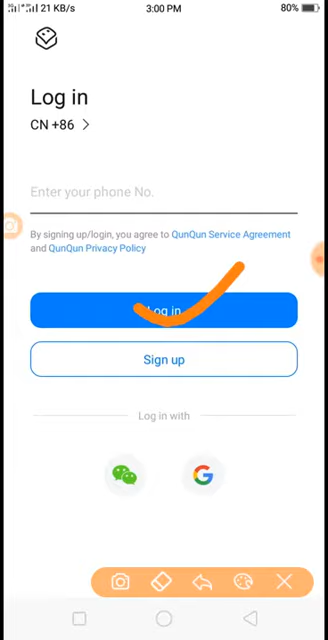 21 KB/s 3:00 PM 80%
Log in
CN +86
Enter your phone No.
By signing up/login, you agree to QunQun Service Agreement
and QunQun Privacy Policy
Log in
Sign up
Log in with